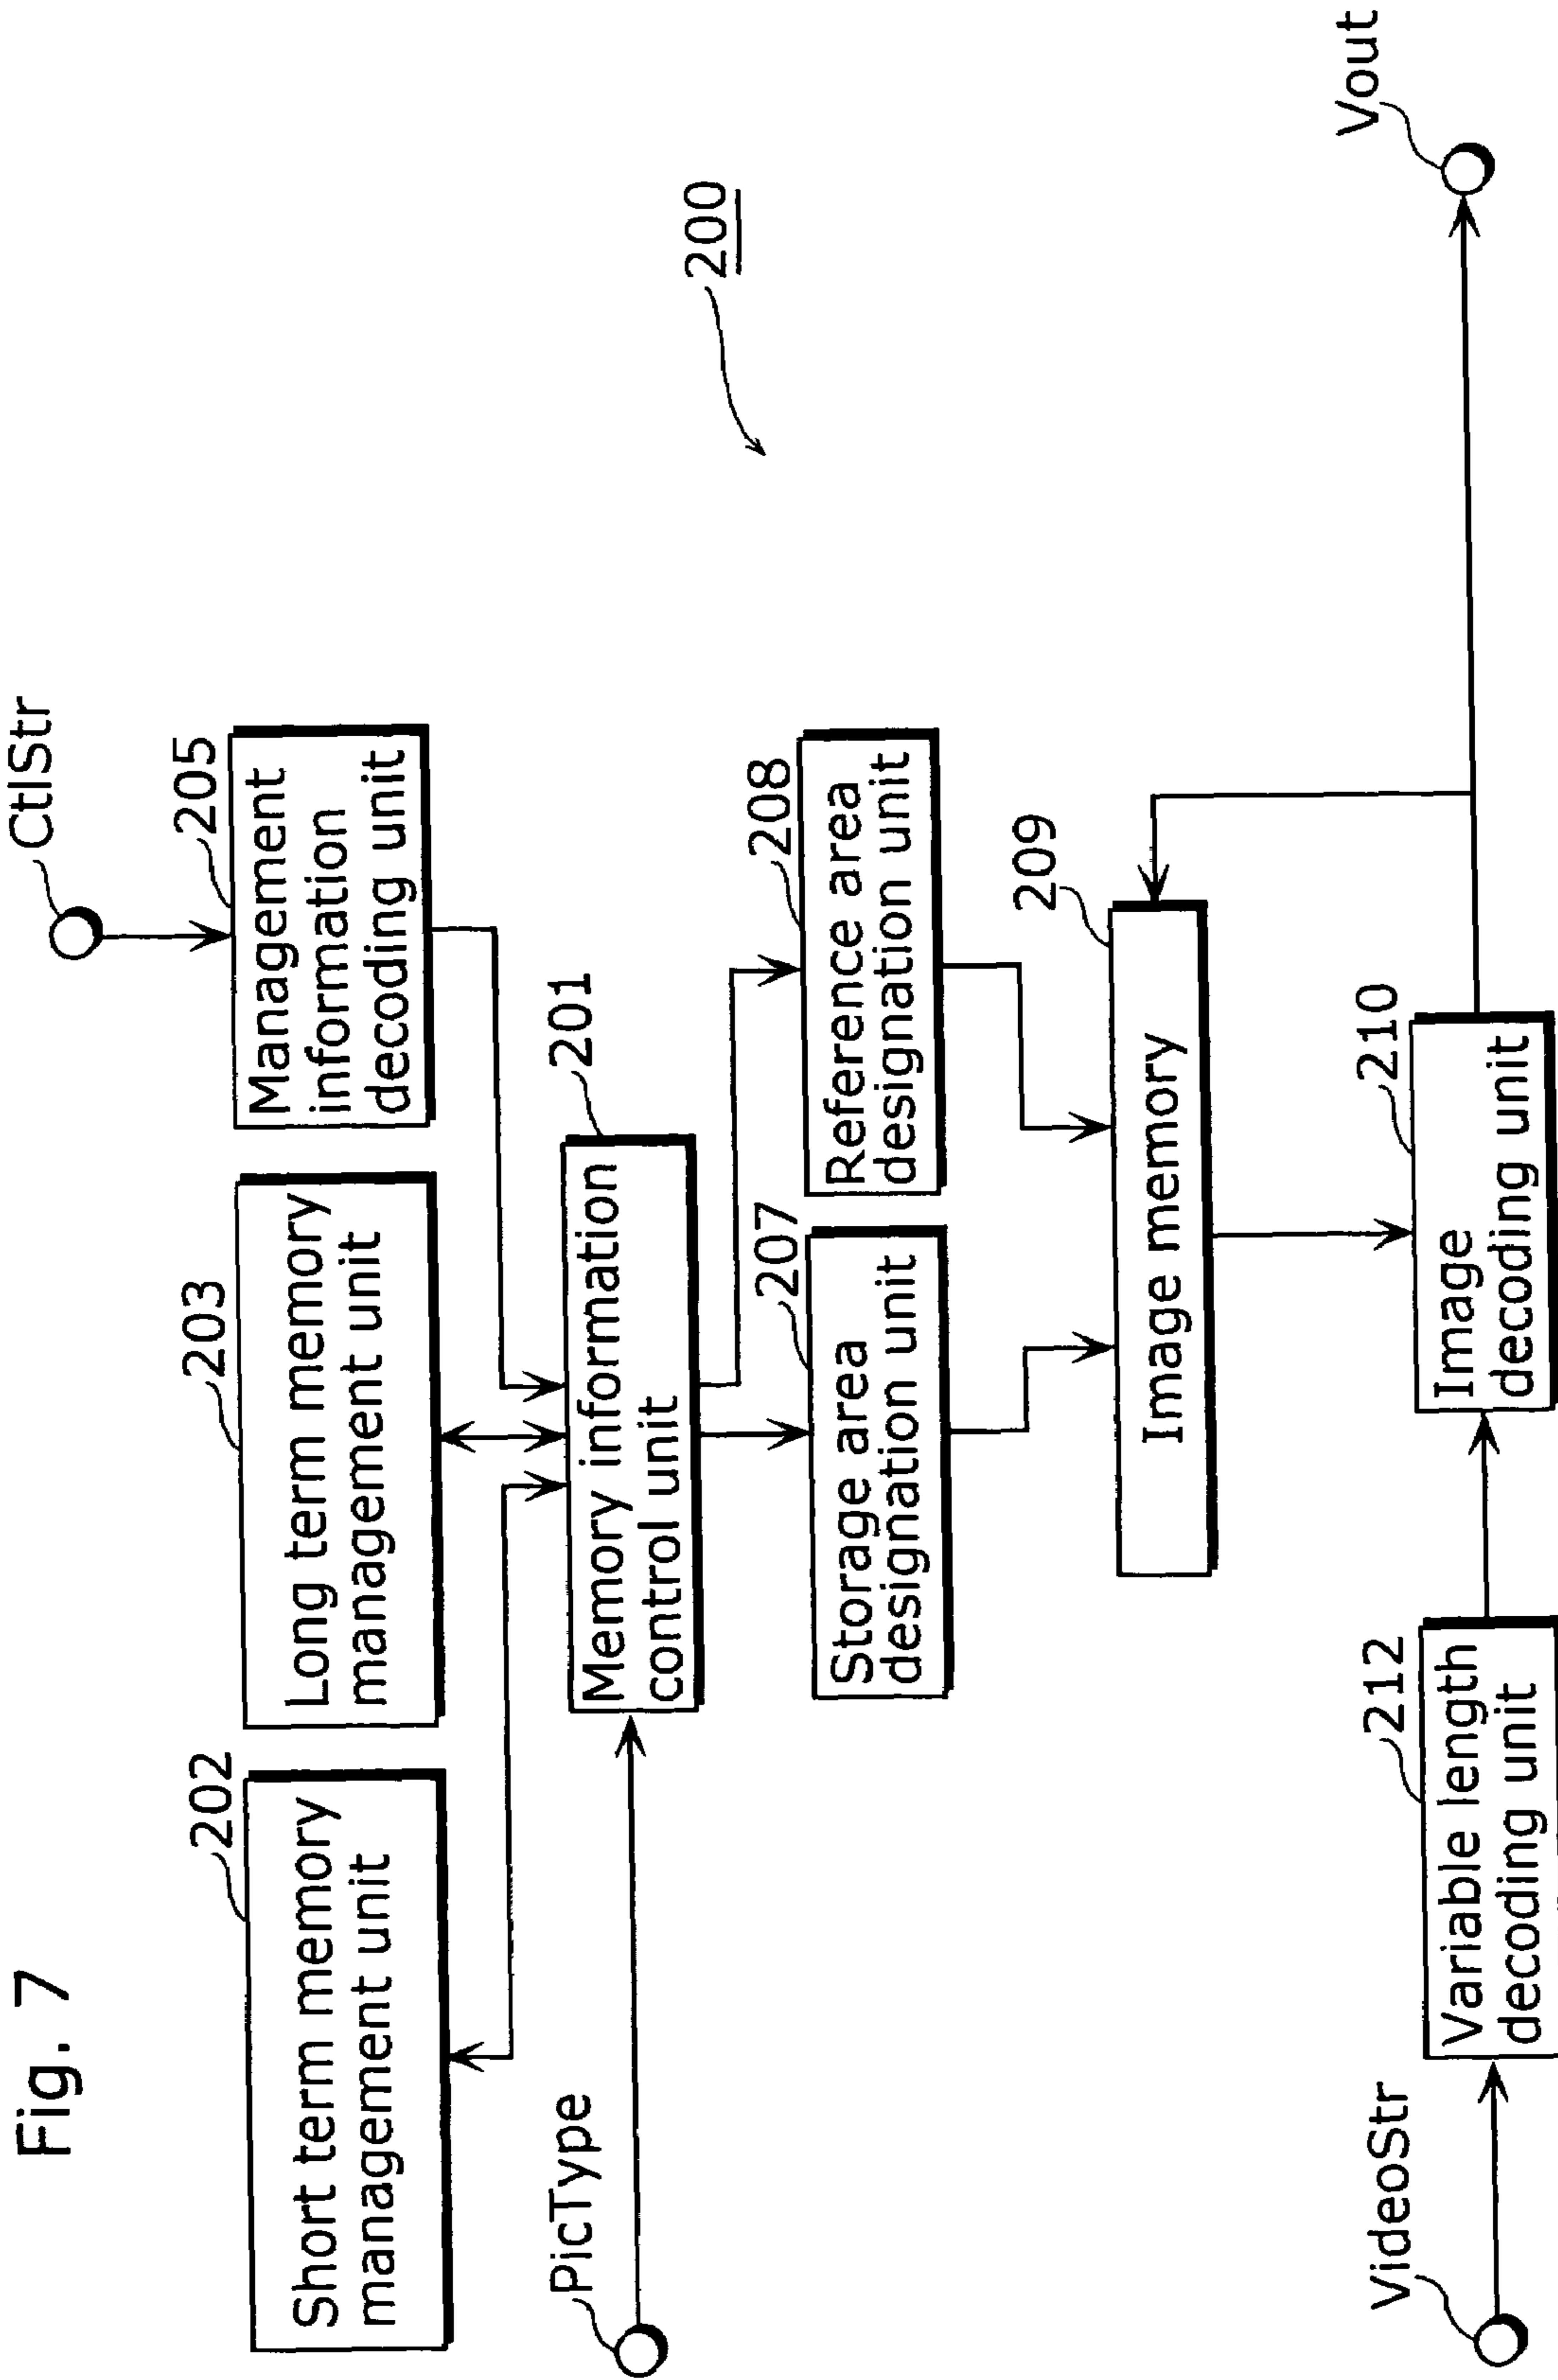 Fig. 7
CtlStr
202
Short term memory
management unit
203
Long term memory
management unit
205
Management
information
decoding unit
PicType
201
Memory information
control unit
200
207
Storage area
designation unit
208
Reference area
designation unit
209
Image memory
VideoStr
212
Variable length
decoding unit
210
Image
decoding unit
Vout